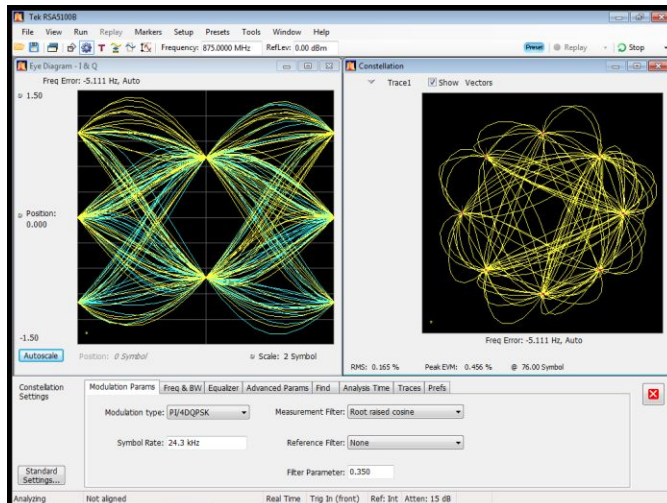 Tek RSA5100B
File View Run Replay Markers Setup Presets Tools Window Help
T Frequency: 875.0000 MHz RefLev: 0.00 dBm Preset Replay Stop
Eye Diagram - I & Q
Freq Error: -5.111 Hz, Auto
1.50
Position:
0.000
-1.50
Autoscale Position: 0 Symbol Scale: 2 Symbol
Constellation
Trace1 Show Vectors
Freq Error: -5.111 Hz, Auto
RMS: 0.165 % Peak EVM: 0.456 % @ 76.00 Symbol
Constellation
Settings
Modulation Params Freq & BW Equalizer Advanced Params Find Analysis Time Traces Prefs
Modulation type: PI/4DQPSK Measurement Filter: Root raised cosine
Symbol Rate: 24.3 kHz Reference Filter: None
Filter Parameter: 0.350
Standard
Settings...
Analyzing Not aligned Real Time Trig In (front) Ref: Int Atten: 15 dB